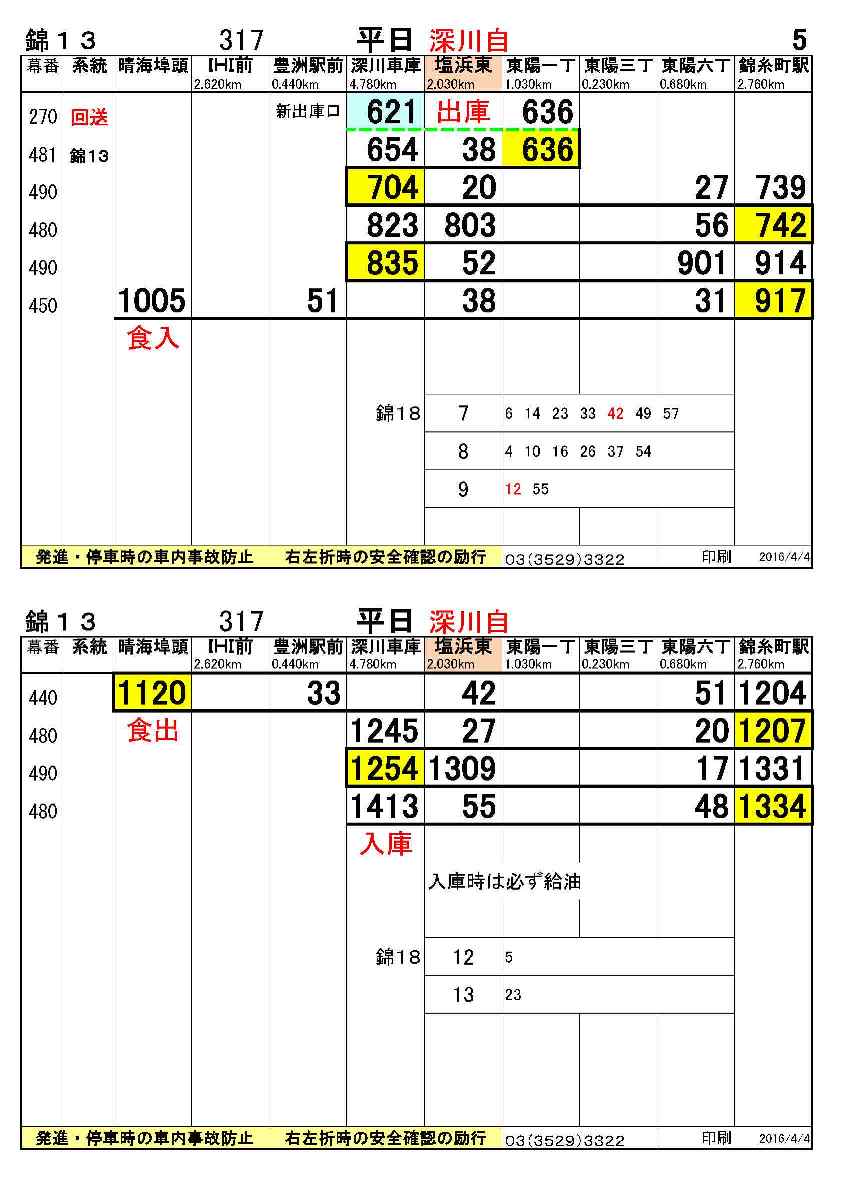 錦13 317 平日 深川自 5
幕番 系統 晴海埠頭 IHI前 豊洲駅前 深川車庫 塩浜東 東陽一丁 東陽三丁 東陽六丁 錦糸町駅
2.620km 0.440km 4.780km 2.030km 1.030km 0.230km 0.680km 2.760km
270 回送 新出庫口 621 出庫 636
481 錦13 654 38 636
490 704 20 27 739
480 823 803 56 742
490 835 52 901 914
450 1005 51 38 31 917
食入
錦18 7 6 14 23 33 42 49 57
8 4 10 16 26 37 54
9 12 55
発進・停車時の車内事故防止 右左折時の安全確認の励行 03(3529)3322 印刷 2016/4/4
錦13 317 平日 深川自
幕番 系統 晴海埠頭 IHI前 豊洲駅前 深川車庫 塩浜東 東陽一丁 東陽三丁 東陽六丁 錦糸町駅
2.620km 0.440km 4.780km 2.030km 1.030km 0.230km 0.680km 2.760km
440 1120 33 42 51 1204
480 食出 1245 27 20 1207
490 1254 1309 17 1331
480 1413 55 48 1334
入庫
入庫時は必ず給油
錦18 12 5
13 23
発進・停車時の車内事故防止 右左折時の安全確認の励行 03(3529)3322 印刷 2016/4/4